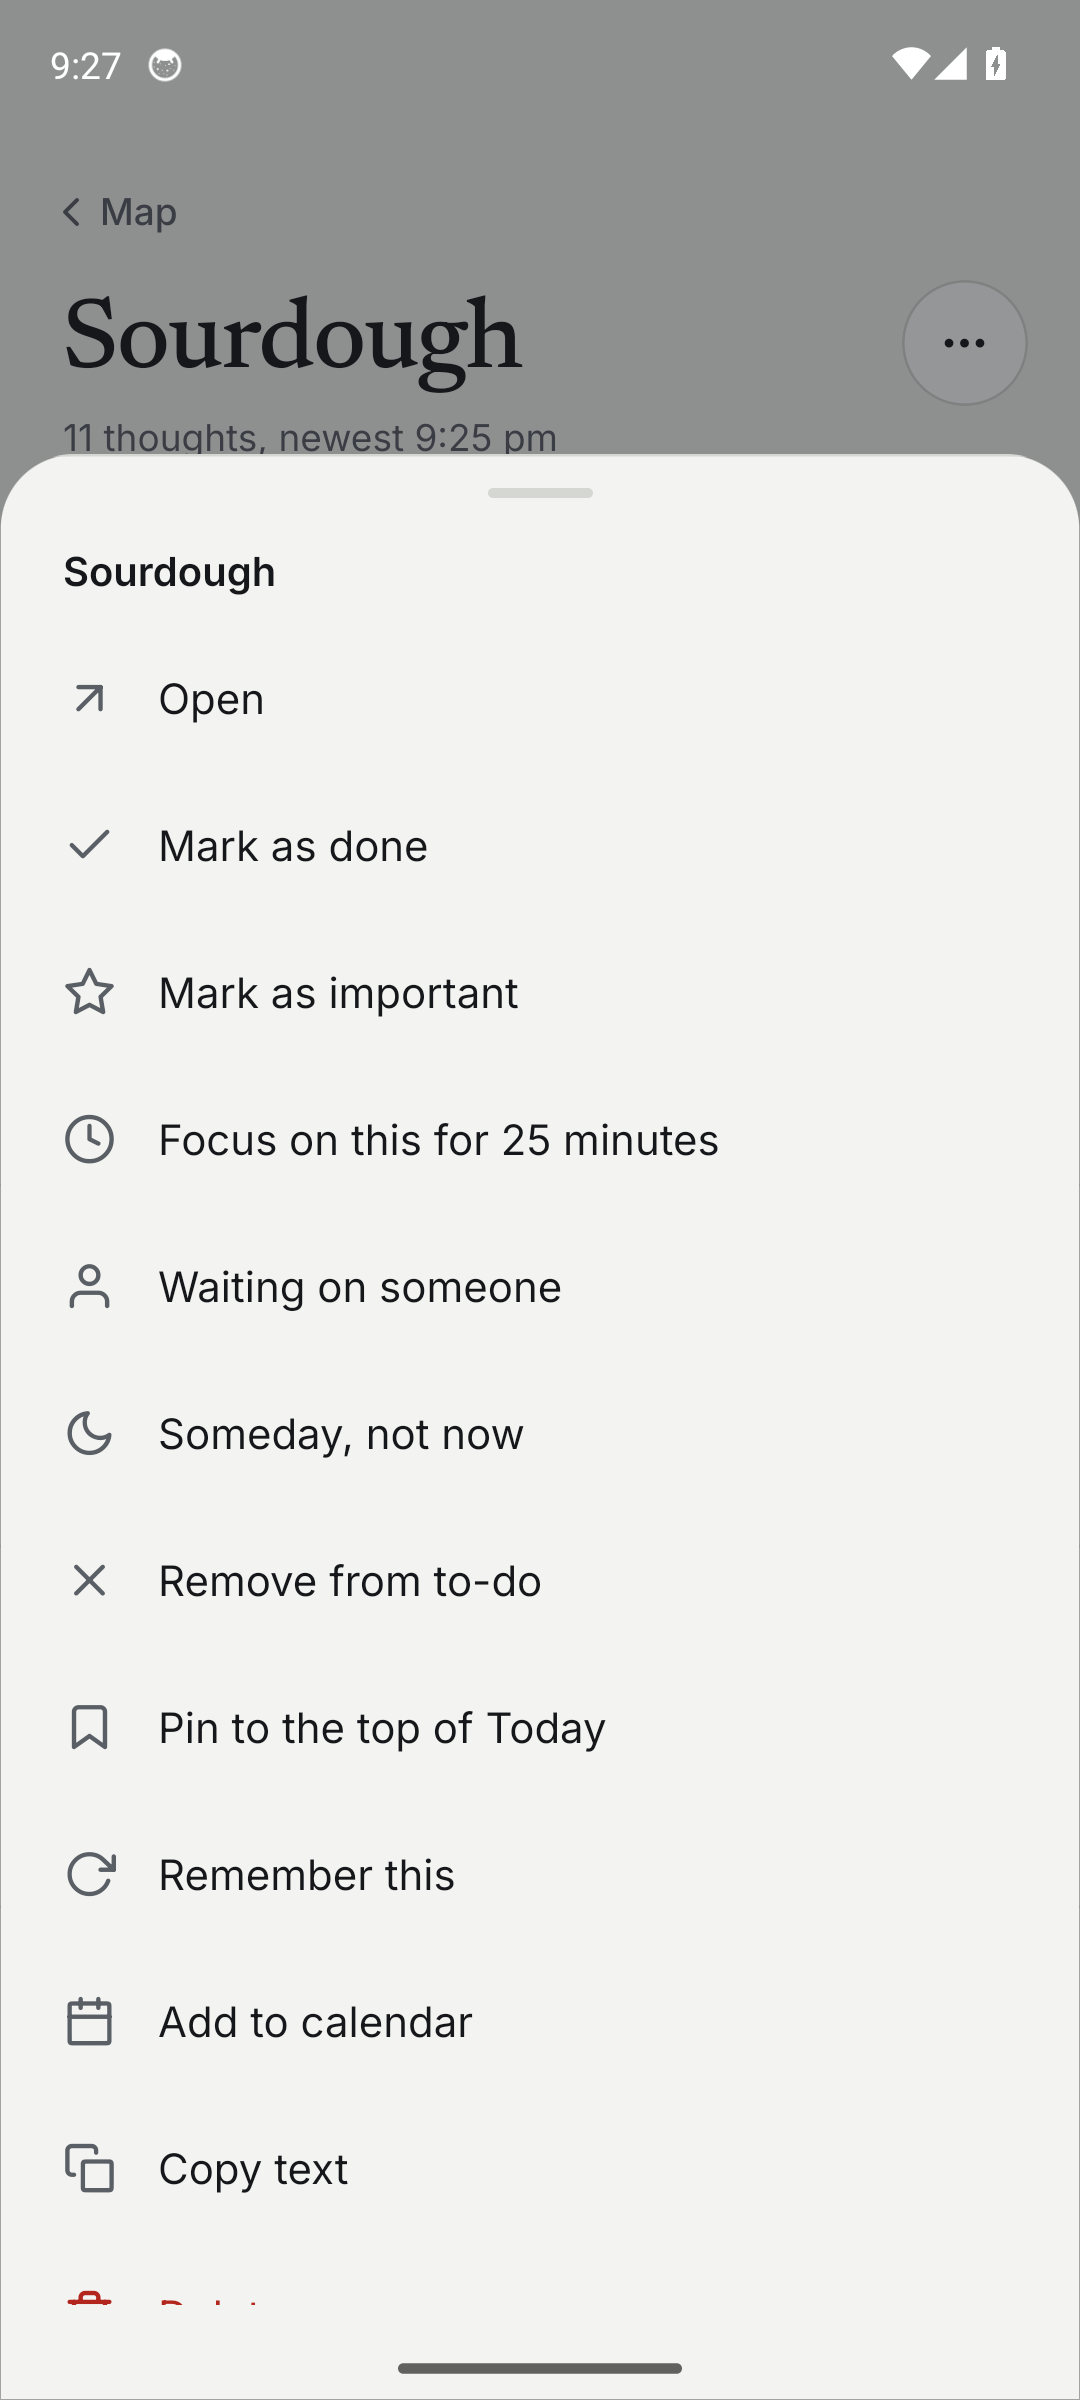 9:27
Map
Sourdough
11 thoughts, newest 9:25 pm
Sourdough
Open
Mark as done
Mark as important
Focus on this for 25 minutes
Waiting on someone
Someday, not now
Remove from to-do
Pin to the top of Today
Remember this
Add to calendar
Copy text